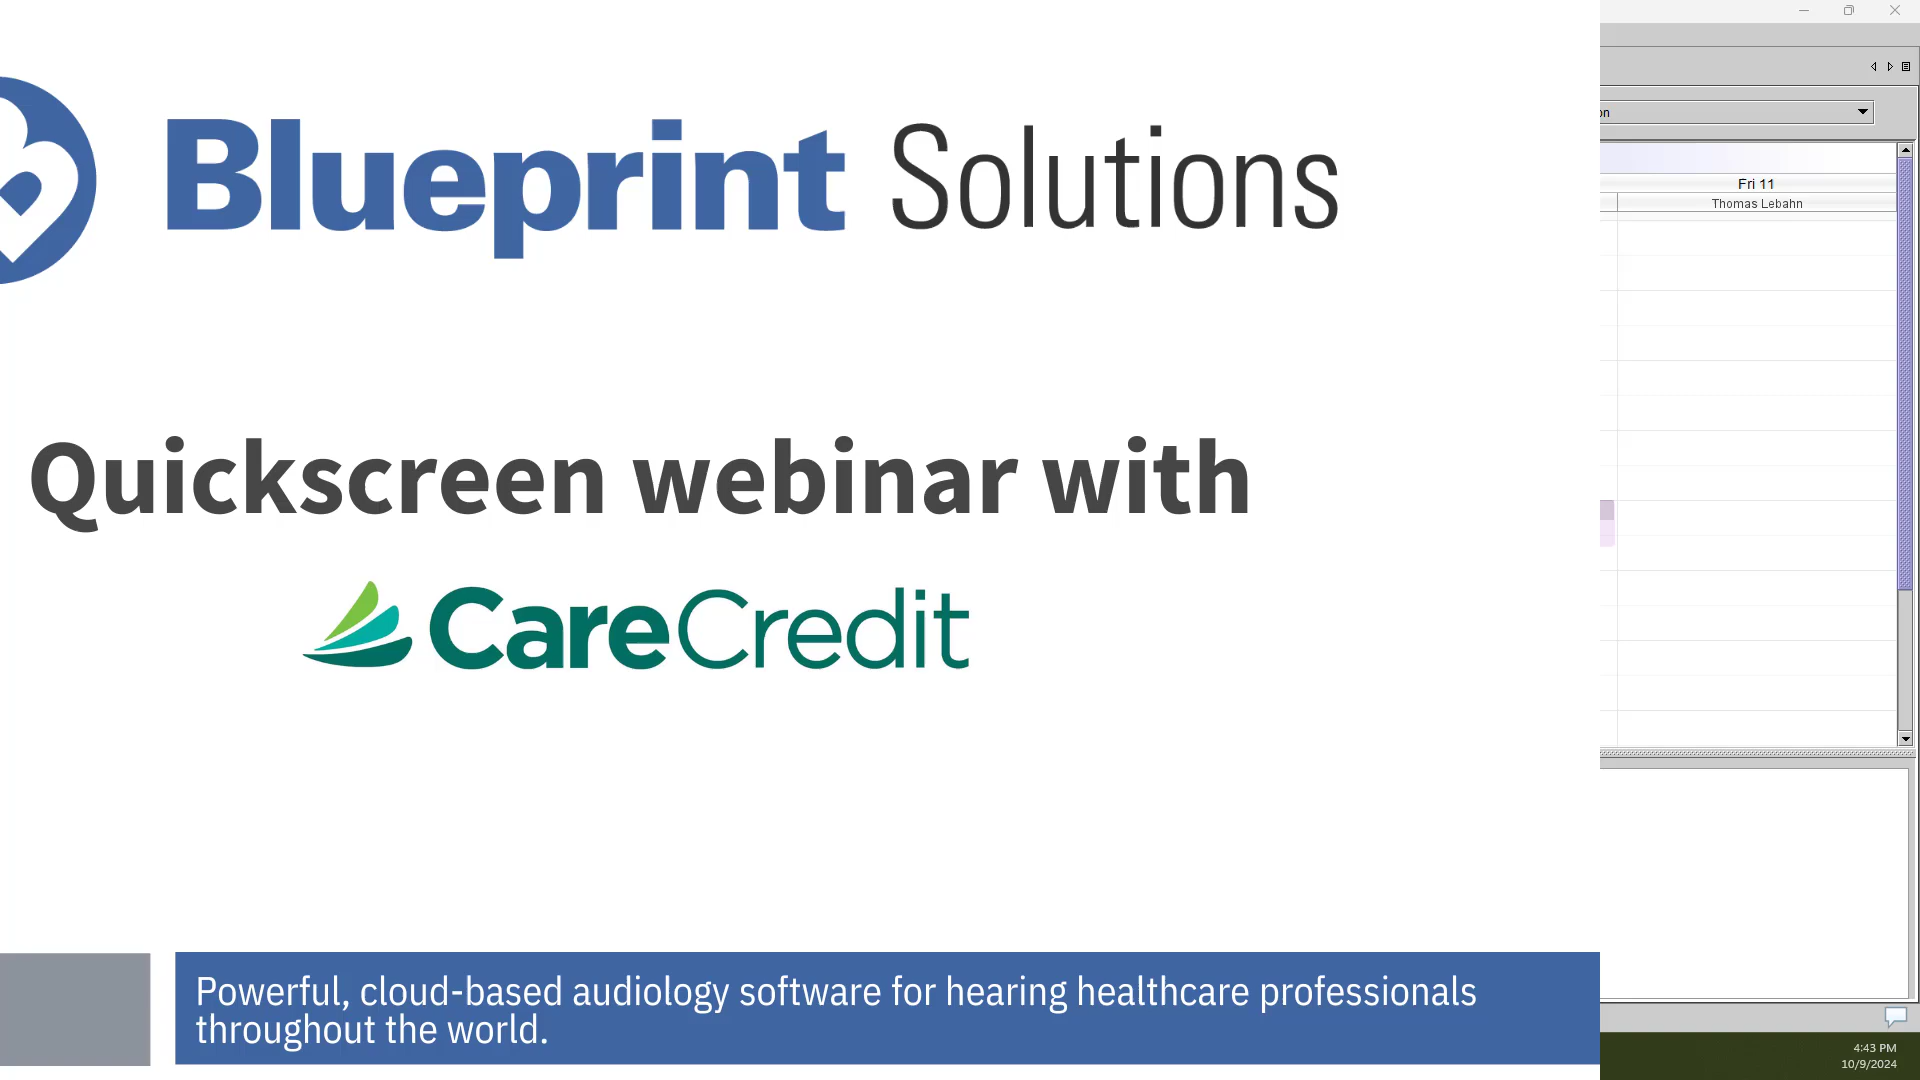 Blueprint Solutions
Quickscreen webinar with
CareCredit
Powerful, cloud-based audiology software for hearing healthcare professionals
throughout the world.
on
Fri 11
Thomas Lebahn
4:43 PM
10/9/2024